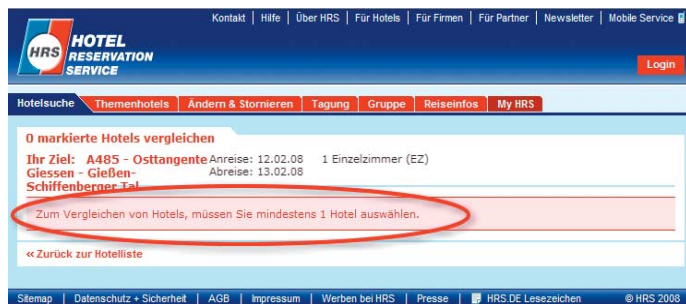 Kontakt | Hilfe | Über HRS | Für Hotels | Für Firmen | Für Partner | Newsletter | Mobile Service
HRS
HOTEL
RESERVATION
SERVICE
Login
Hotelsuche Themenhotels Ändern & Stornieren Tagung Gruppe Reiseinfos My HRS
0 markierte Hotels vergleichen
Ihr Ziel: A485 - Osttangente Anreise: 12.02.08 1 Einzelzimmer (EZ)
Giessen - Gießen- Abreise: 13.02.08
Schiffenberger Tal
Zum Vergleichen von Hotels, müssen Sie mindestens 1 Hotel auswählen.
« Zurück zur Hotelliste
Sitemap | Datenschutz + Sicherheit | AGB | Impressum | Werben bei HRS | Presse | HRS.DE Lesezeichen © HRS 2008